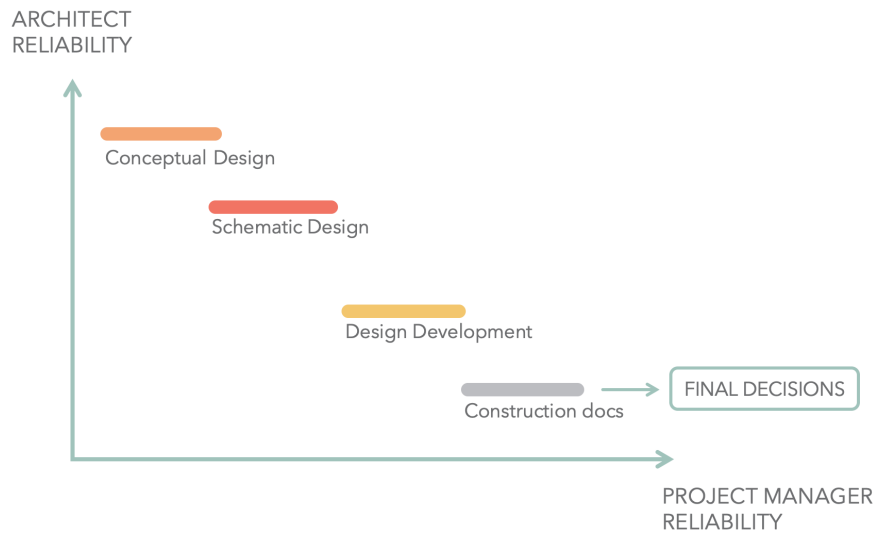 ARCHITECT
RELIABILITY
Conceptual Design
Schematic Design
Design Development
FINAL DECISIONS
Construction docs
PROJECT MANAGER
RELIABILITY